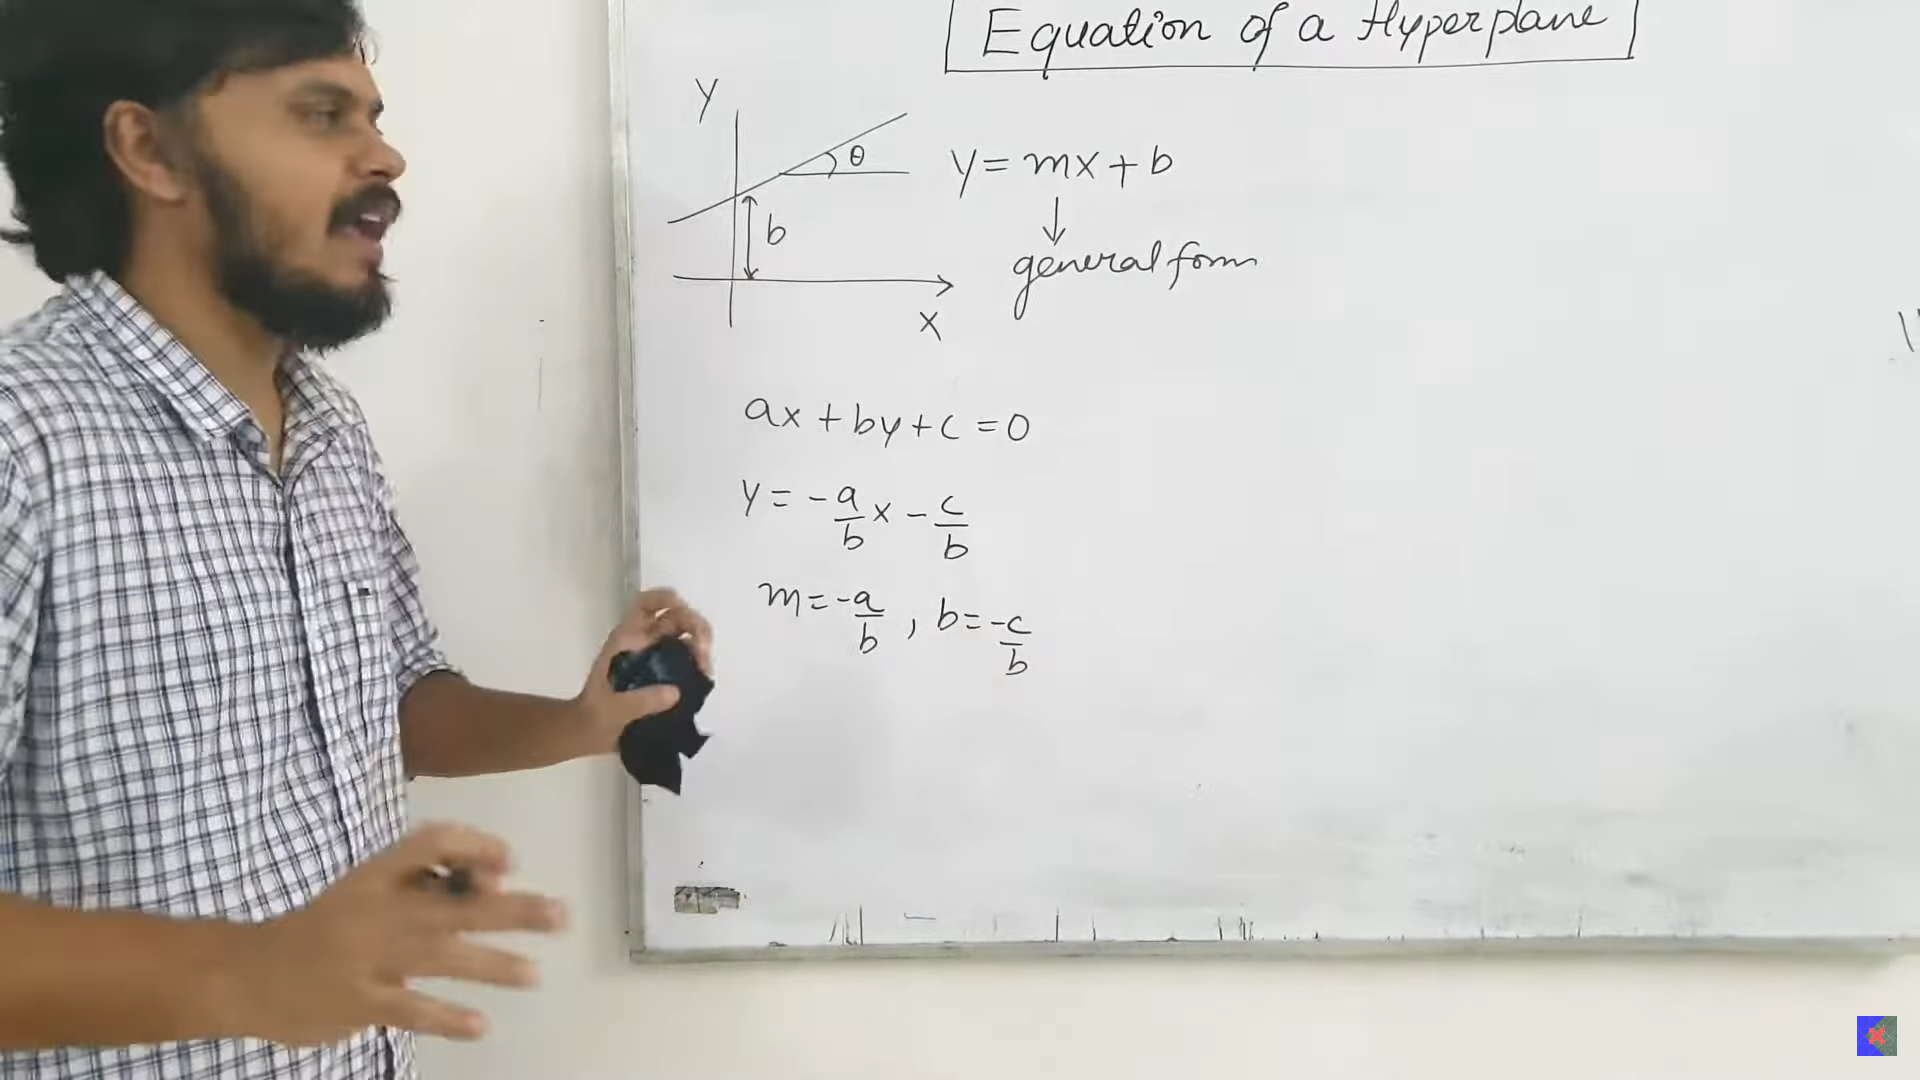 Equation of a Hyperplane
y
θ
y = mx + b
b
general form
x
ax + by + c = 0
y = -a/b x - c/b
m = -a/b , b = -c/b